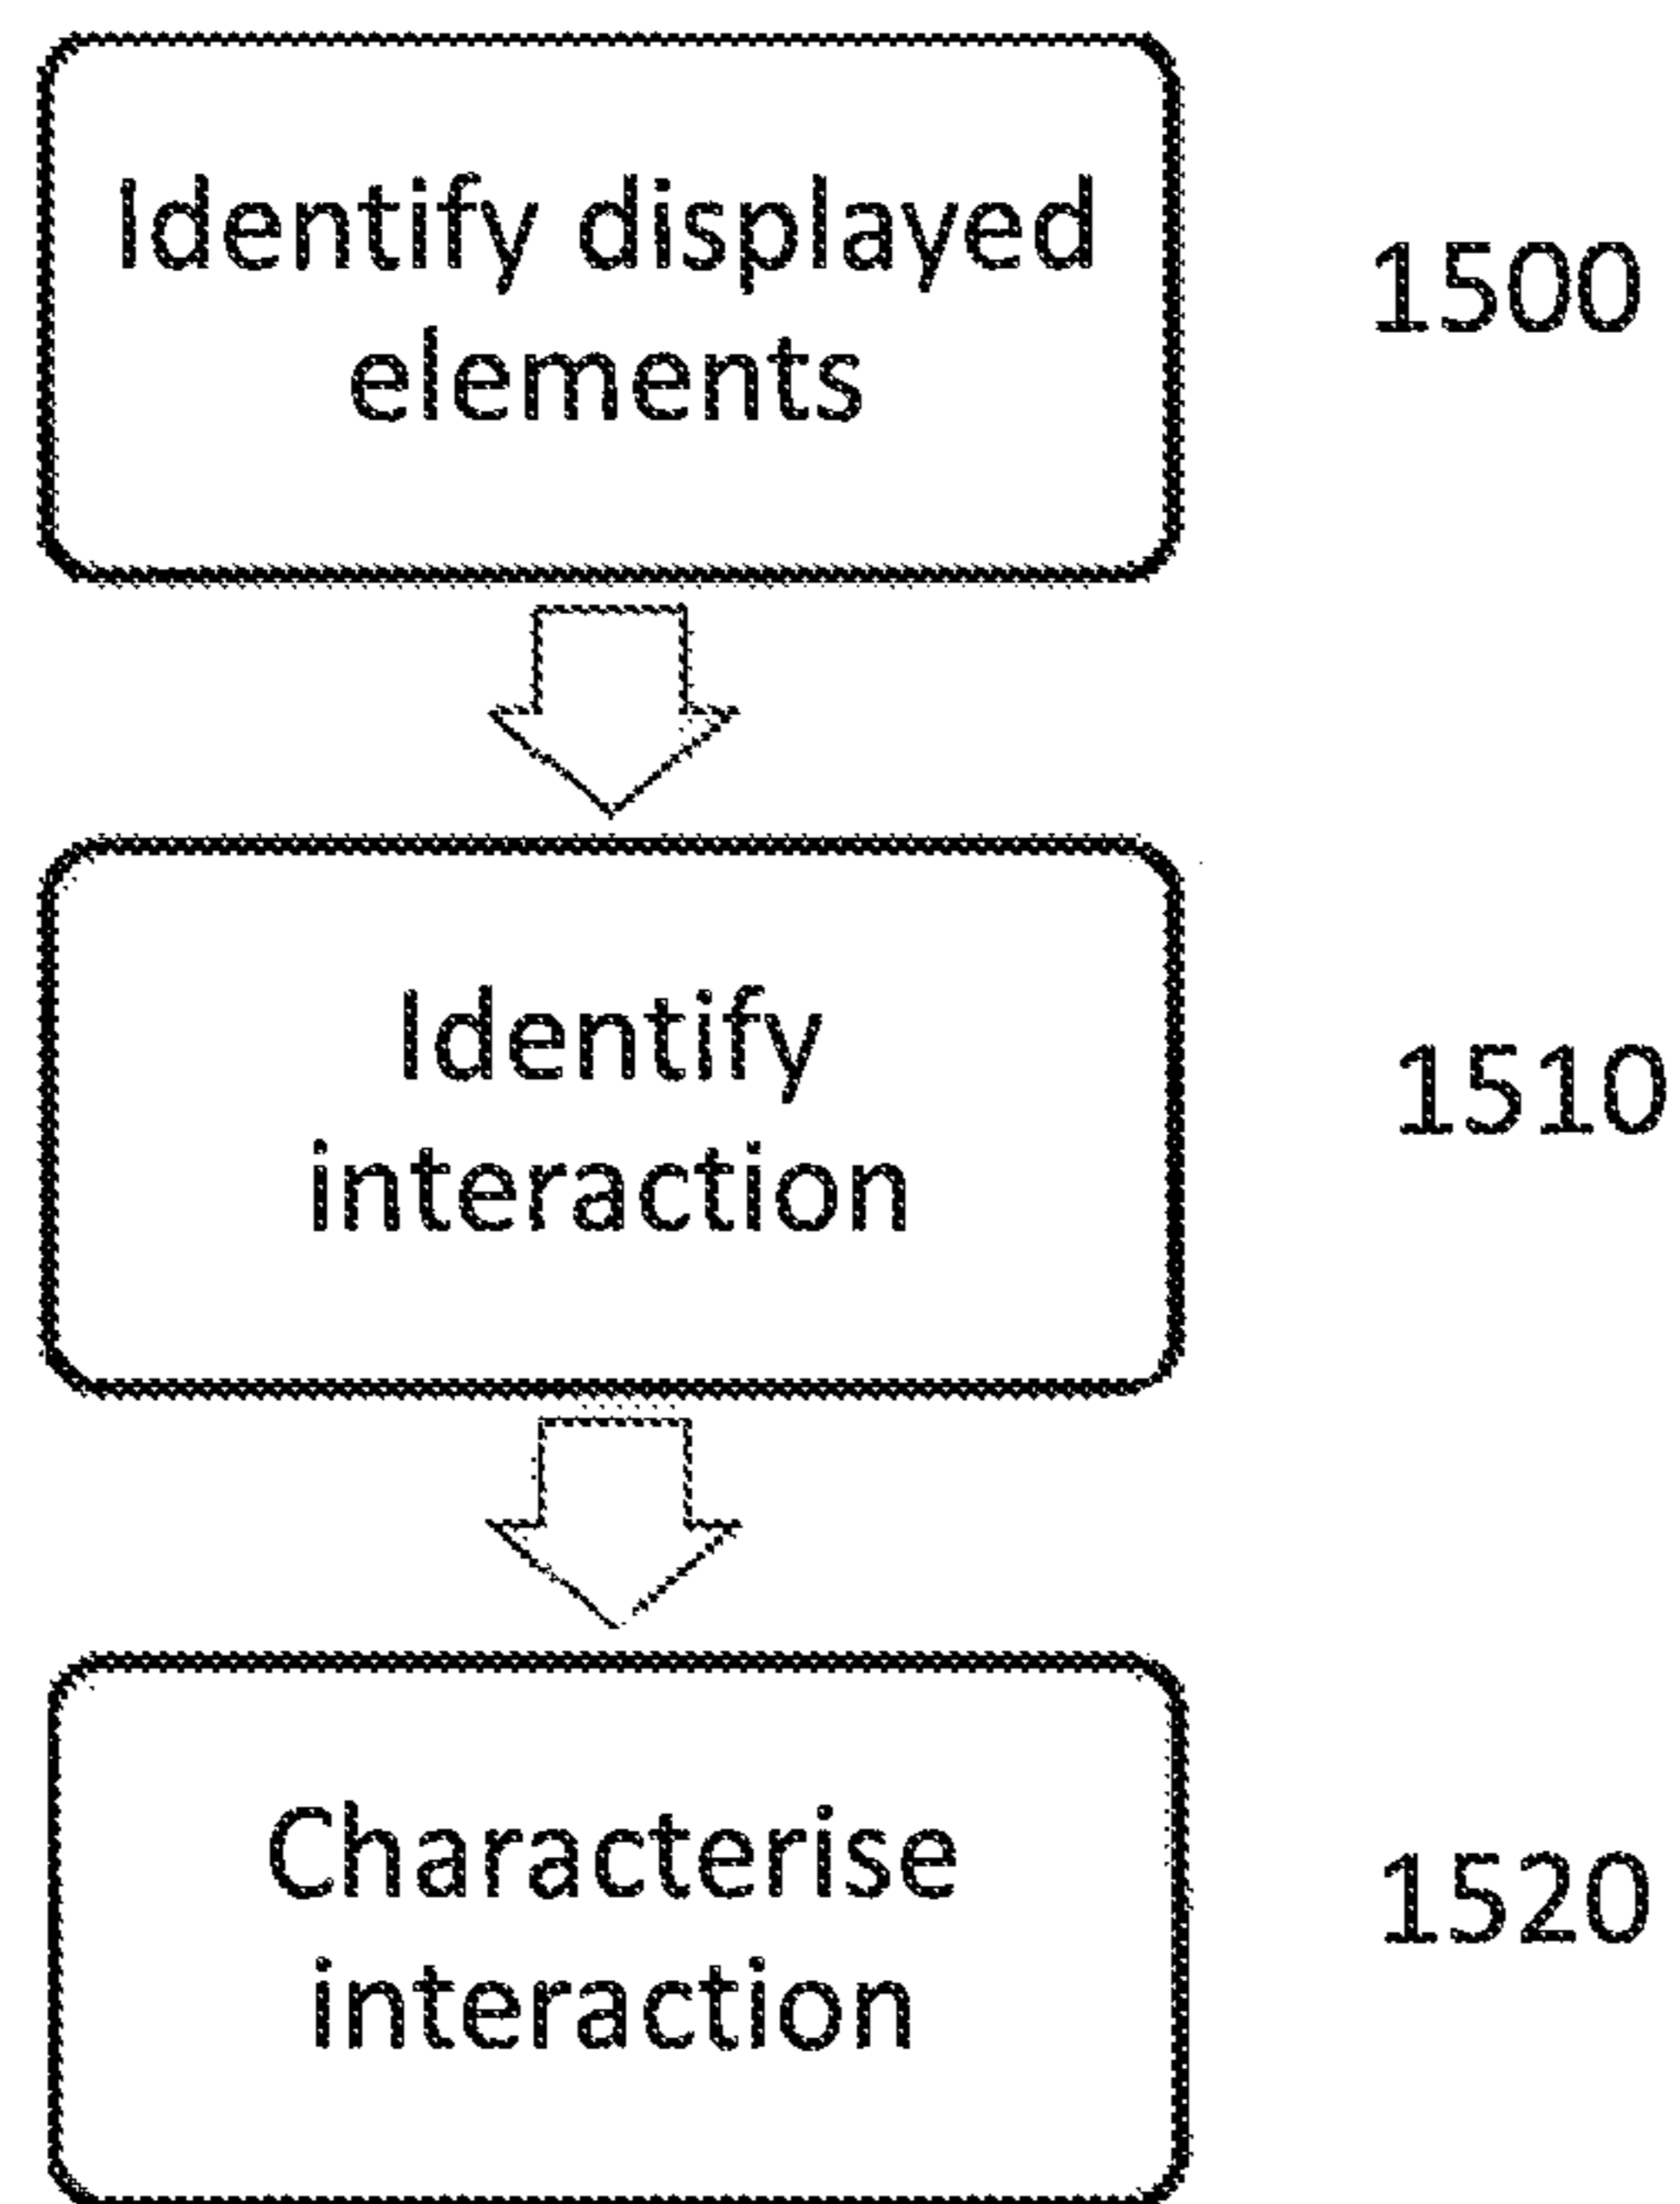 Identify displayed
elements
1500
Identify
interaction
1510
Characterise
interaction
1520